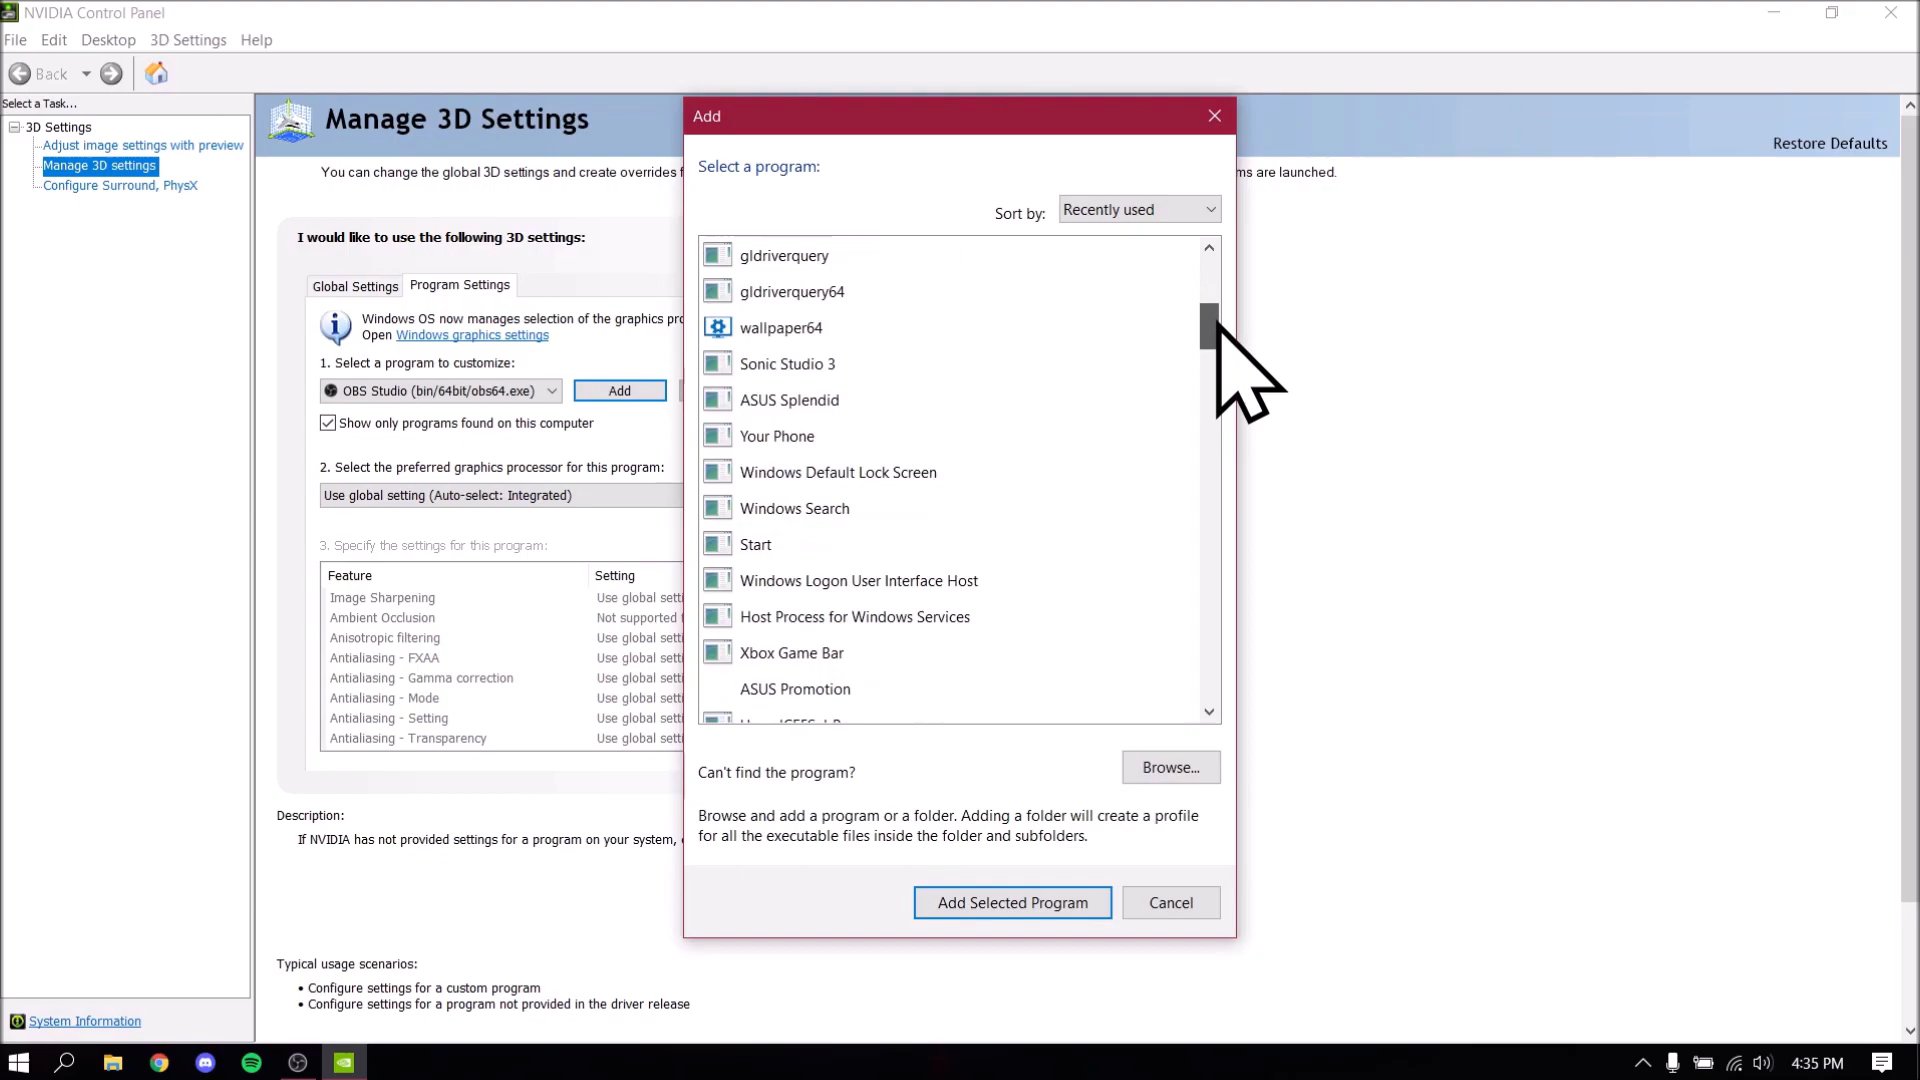 NVIDIA Control Panel
File Edit Desktop 3D Settings Help
Back
Select a Task...
3D Settings
Adjust image settings with preview
Manage 3D settings
Configure Surround, PhysX
System Information
Manage 3D Settings
Restore Defaults
You can change the global 3D settings and create overrides
ms are launched.
I would like to use the following 3D settings:
Global Settings Program Settings
Windows OS now manages selection of the graphics
Open Windows graphics settings
1. Select a program to customize:
OBS Studio (bin/64bit/obs64.exe) Add
Show only programs found on this computer
2. Select the preferred graphics processor for this program:
Use global setting (Auto-select: Integrated)
3. Specify the settings for this program:
Feature Setting
Image Sharpening Use global
Ambient Occlusion Not supported
Anisotropic filtering Use global
Antialiasing - FXAA Use global
Antialiasing - Gamma correction Use global
Antialiasing - Mode Use global
Antialiasing - Setting Use global
Antialiasing - Transparency Use global
Description:
If NVIDIA has not provided settings for a program on your system,
Typical usage scenarios:
• Configure settings for a custom program
• Configure settings for a program not provided in the driver release
Add
Select a program:
Sort by: Recently used
gldriverquery
gldriverquery64
wallpaper64
Sonic Studio 3
ASUS Splendid
Your Phone
Windows Default Lock Screen
Windows Search
Start
Windows Logon User Interface Host
Host Process for Windows Services
Xbox Game Bar
ASUS Promotion
Can't find the program? Browse...
Browse and add a program or a folder. Adding a folder will create a profile
for all the executable files inside the folder and subfolders.
Add Selected Program Cancel
4:35 PM